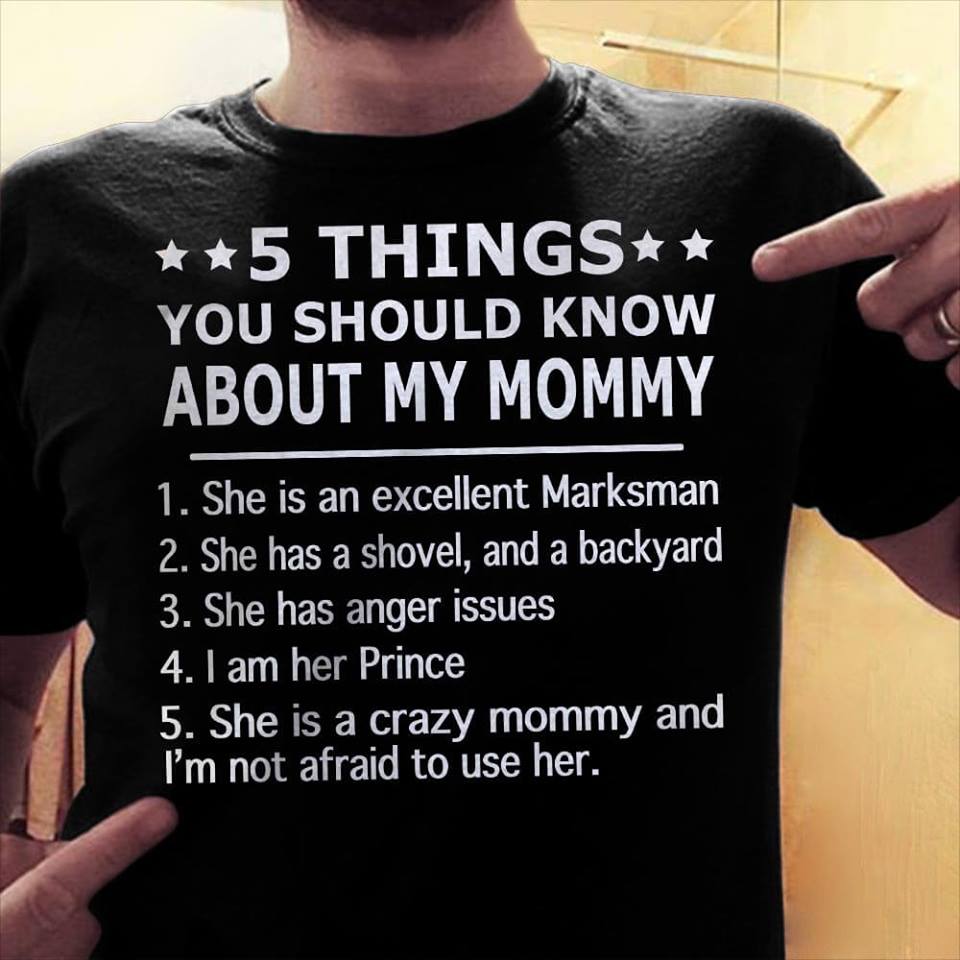 ★ ★ 5 THINGS ★ ★
YOU SHOULD KNOW
ABOUT MY MOMMY
1. She is an excellent Marksman
2. She has a shovel, and a backyard
3. She has anger issues
4. I am her Prince
5. She is a crazy mommy and
I'm not afraid to use her.